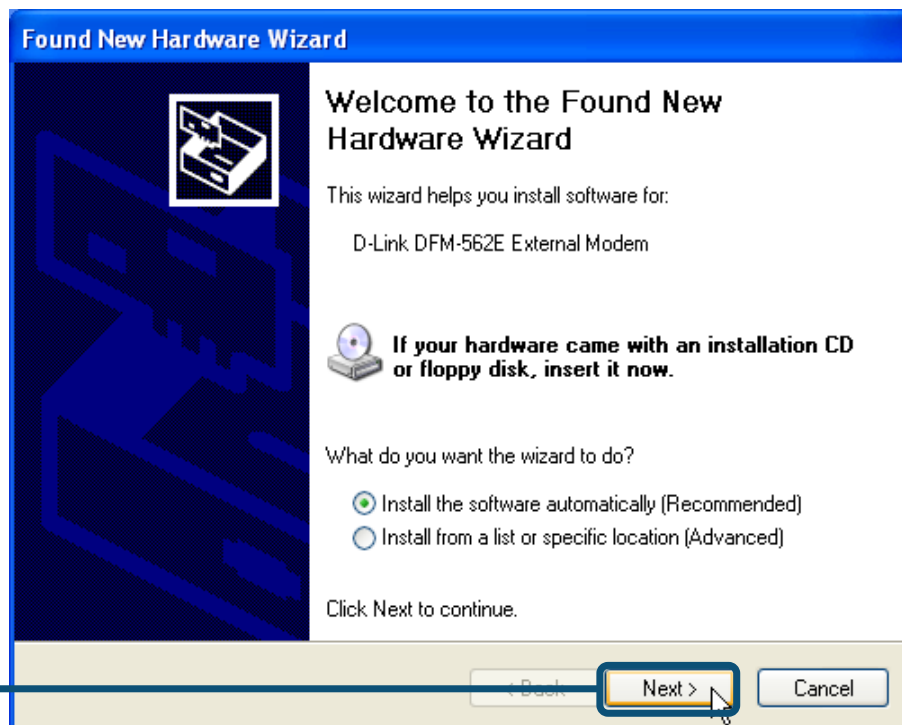 Found New Hardware Wizard
Welcome to the Found New
Hardware Wizard
This wizard helps you install software for:
D-Link DFM-562E External Modem
If your hardware came with an installation CD
or floppy disk, insert it now.
What do you want the wizard to do?
Install the software automatically (Recommended)
Install from a list or specific location (Advanced)
Click Next to continue.
< Back Next > Cancel